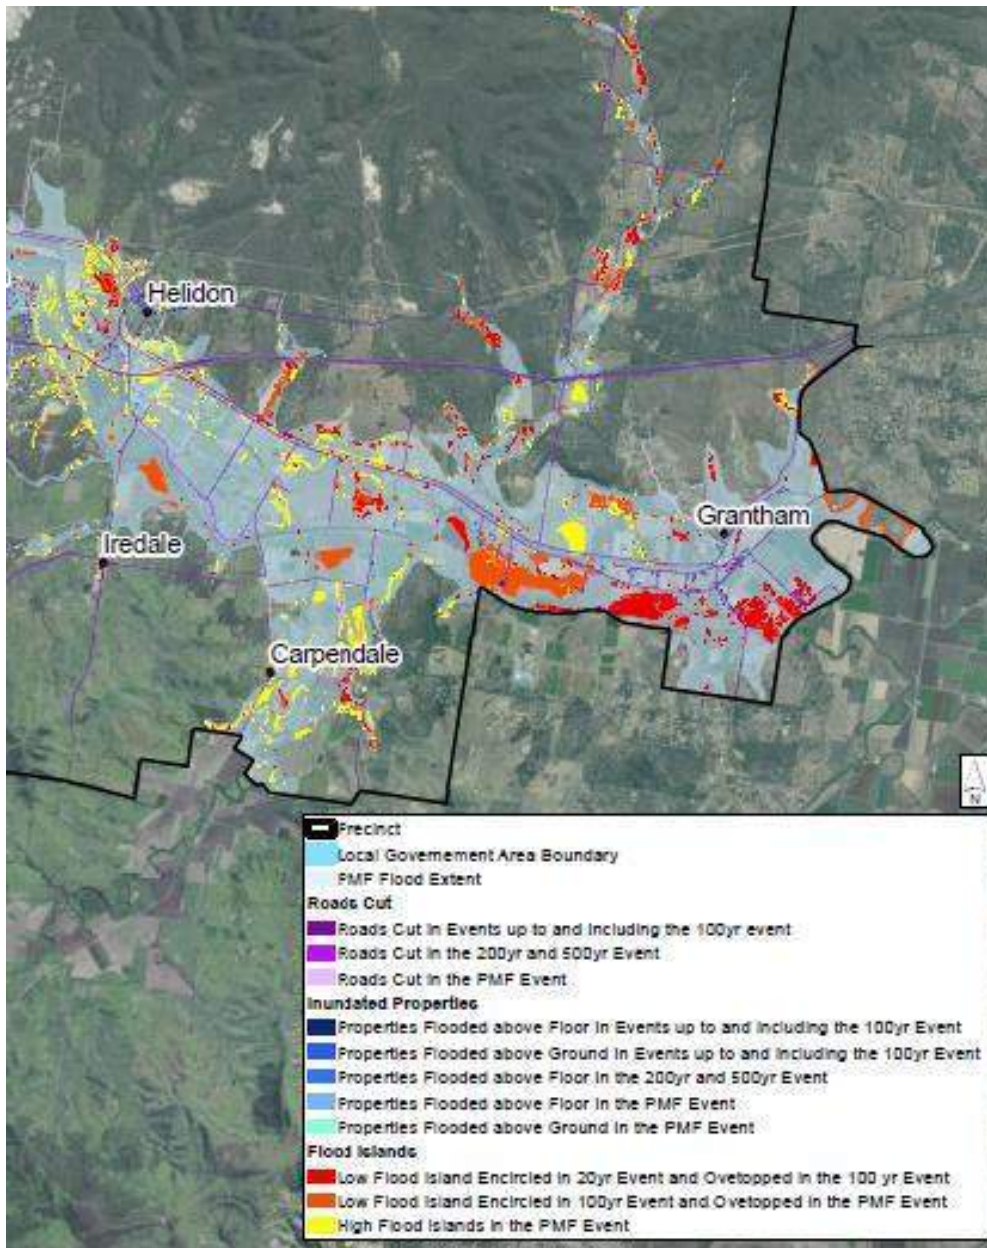 Helidon
Grantham
Iredale
Carpendale
N
Precinct
Local Governement Area Boundary
PMF Flood Extent
Roads Cut
Roads Cut in Events up to and including the 100yr event
Roads Cut in the 200yr and 500yr Event
Roads Cut in the PMF Event
Inundated Properties
Properties Flooded above Floor in Events up to and including the 100yr Event
Properties Flooded above Ground in Events up to and including the 100yr Event
Properties Flooded above Floor in the 200yr and 500yr Event
Properties Flooded above Floor in the PMF Event
Properties Flooded above Ground in the PMF Event
Flood Islands
Low Flood Island Encircled in 20yr Event and Ovetopped in the 100 yr Event
Low Flood Island Encircled in 100yr Event and Ovetopped in the PMF Event
High Flood Islands in the PMF Event